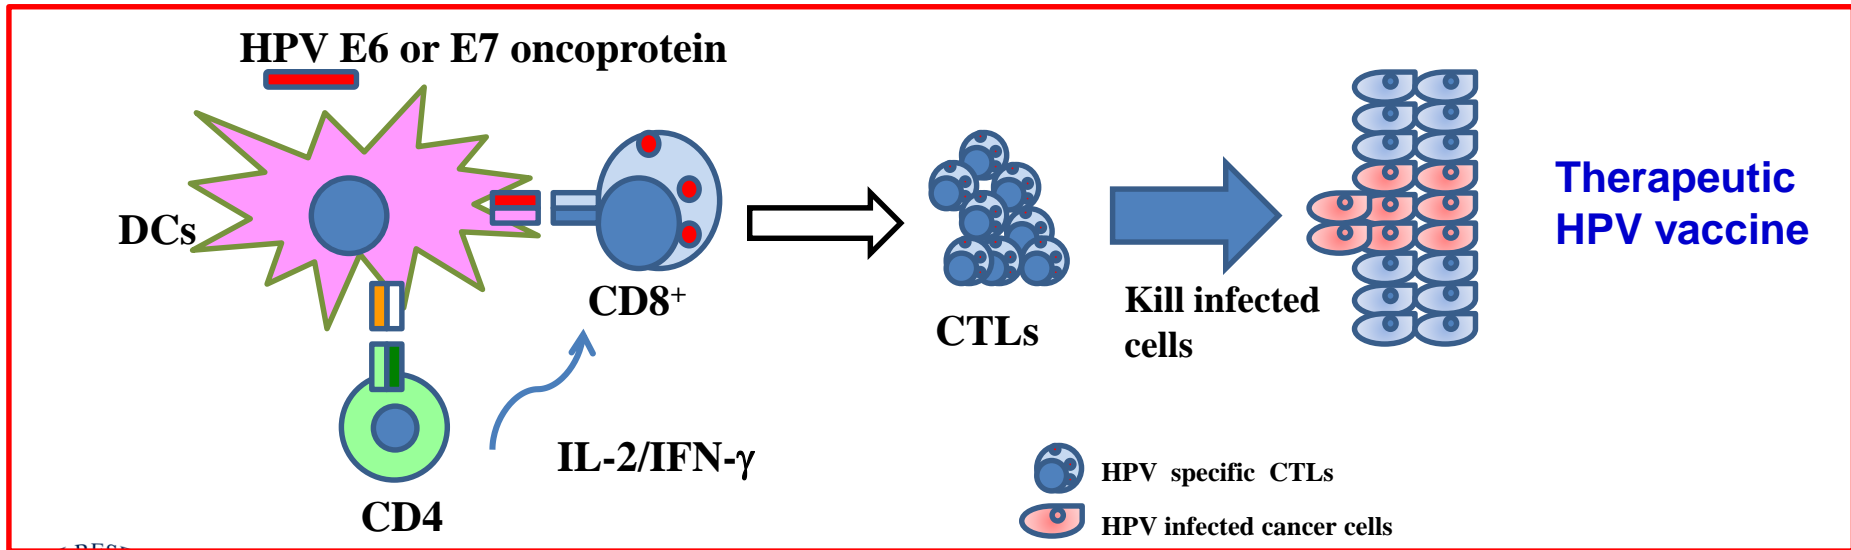 HPV E6 or E7 oncoprotein
DCs
CD8⁺
CD4
IL-2/IFN-γ
CTLs
Kill infected
cells
Therapeutic
HPV vaccine
HPV specific CTLs
HPV infected cancer cells